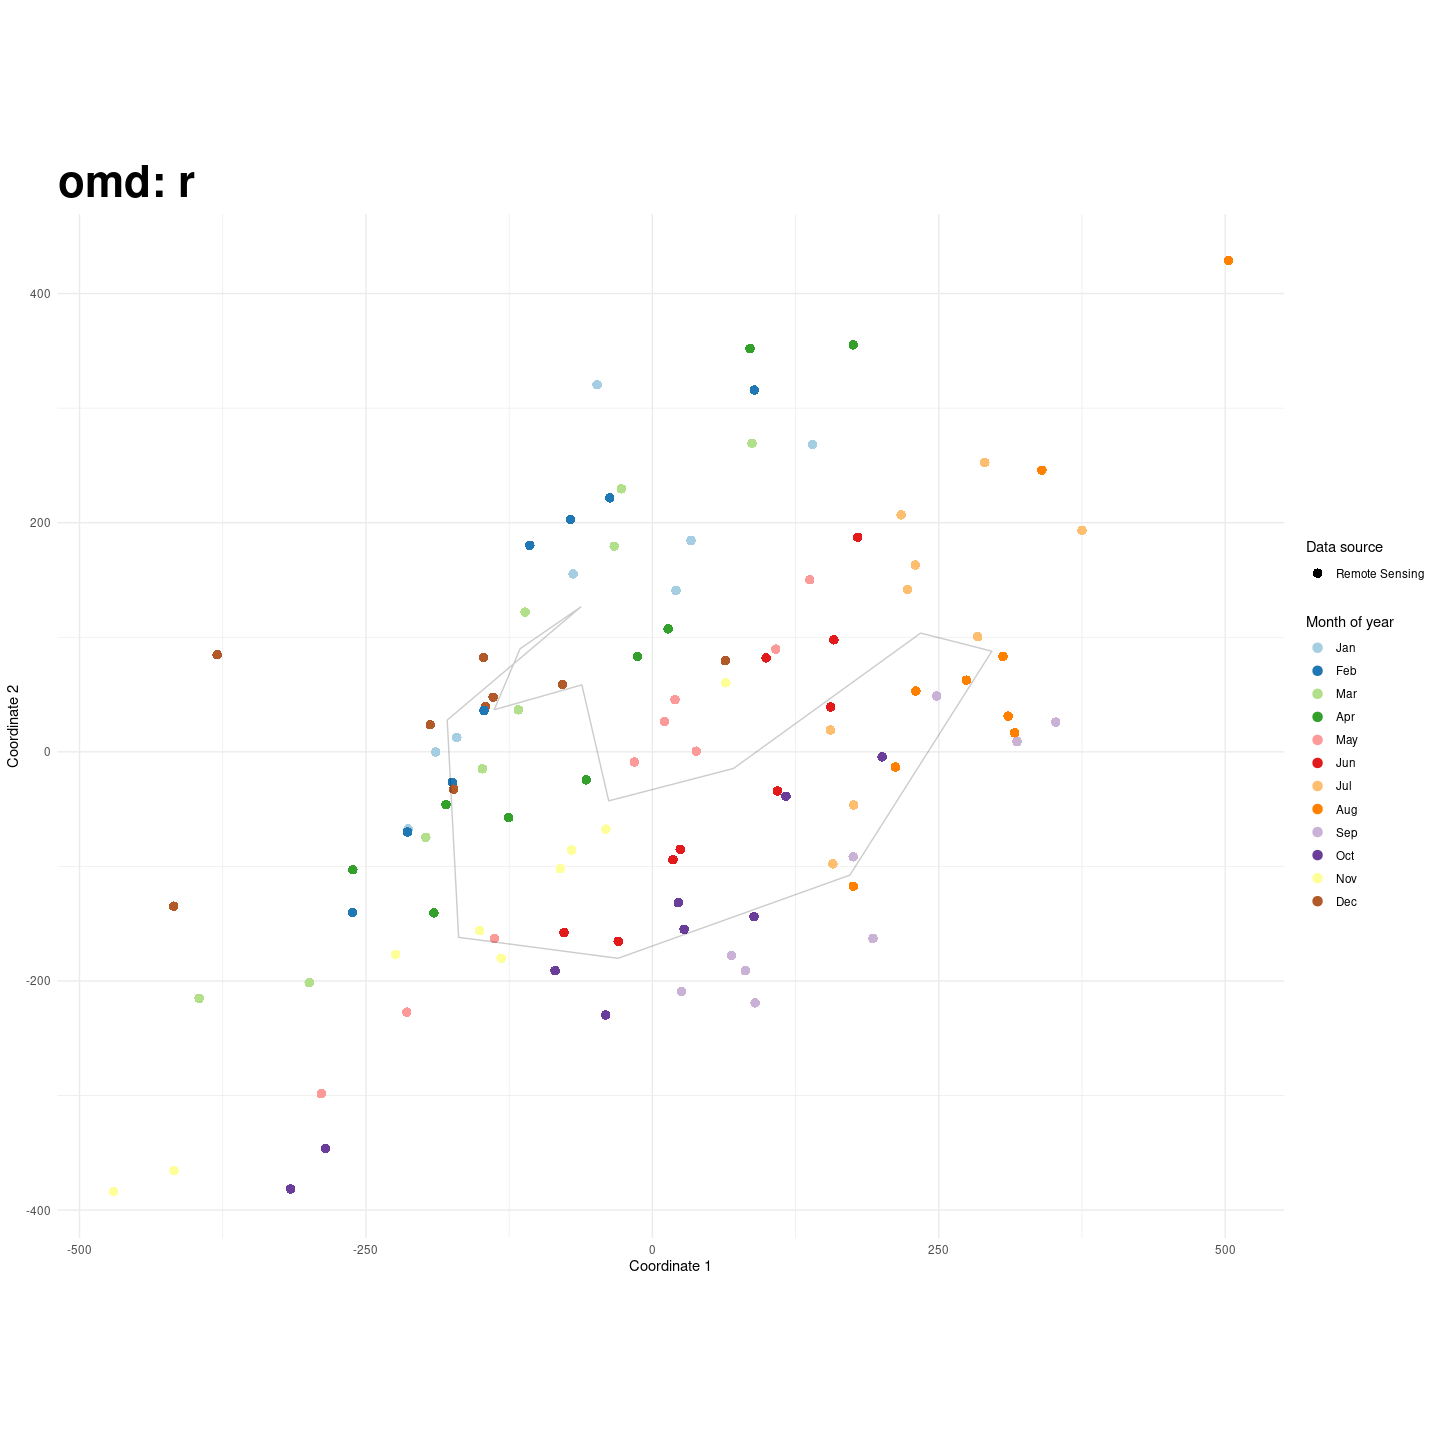 omd: r
400
200
0
-200
-400
Coordinate 2
-500
-250
0
250
500
Coordinate 1
Data source
Remote Sensing
Month of year
Jan
Feb
Mar
Apr
May
Jun
Jul
Aug
Sep
Oct
Nov
Dec